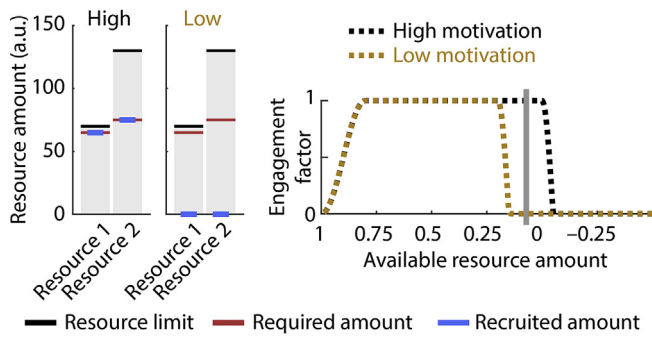 High
Low
Resource amount (a.u.)
150
100
50
0
Resource 1
Resource 2
Resource 1
Resource 2
High motivation
Low motivation
Engagement
factor
1
0
1
0.75
0.5
0.25
0
−0.25
Available resource amount
Resource limit
Required amount
Recruited amount